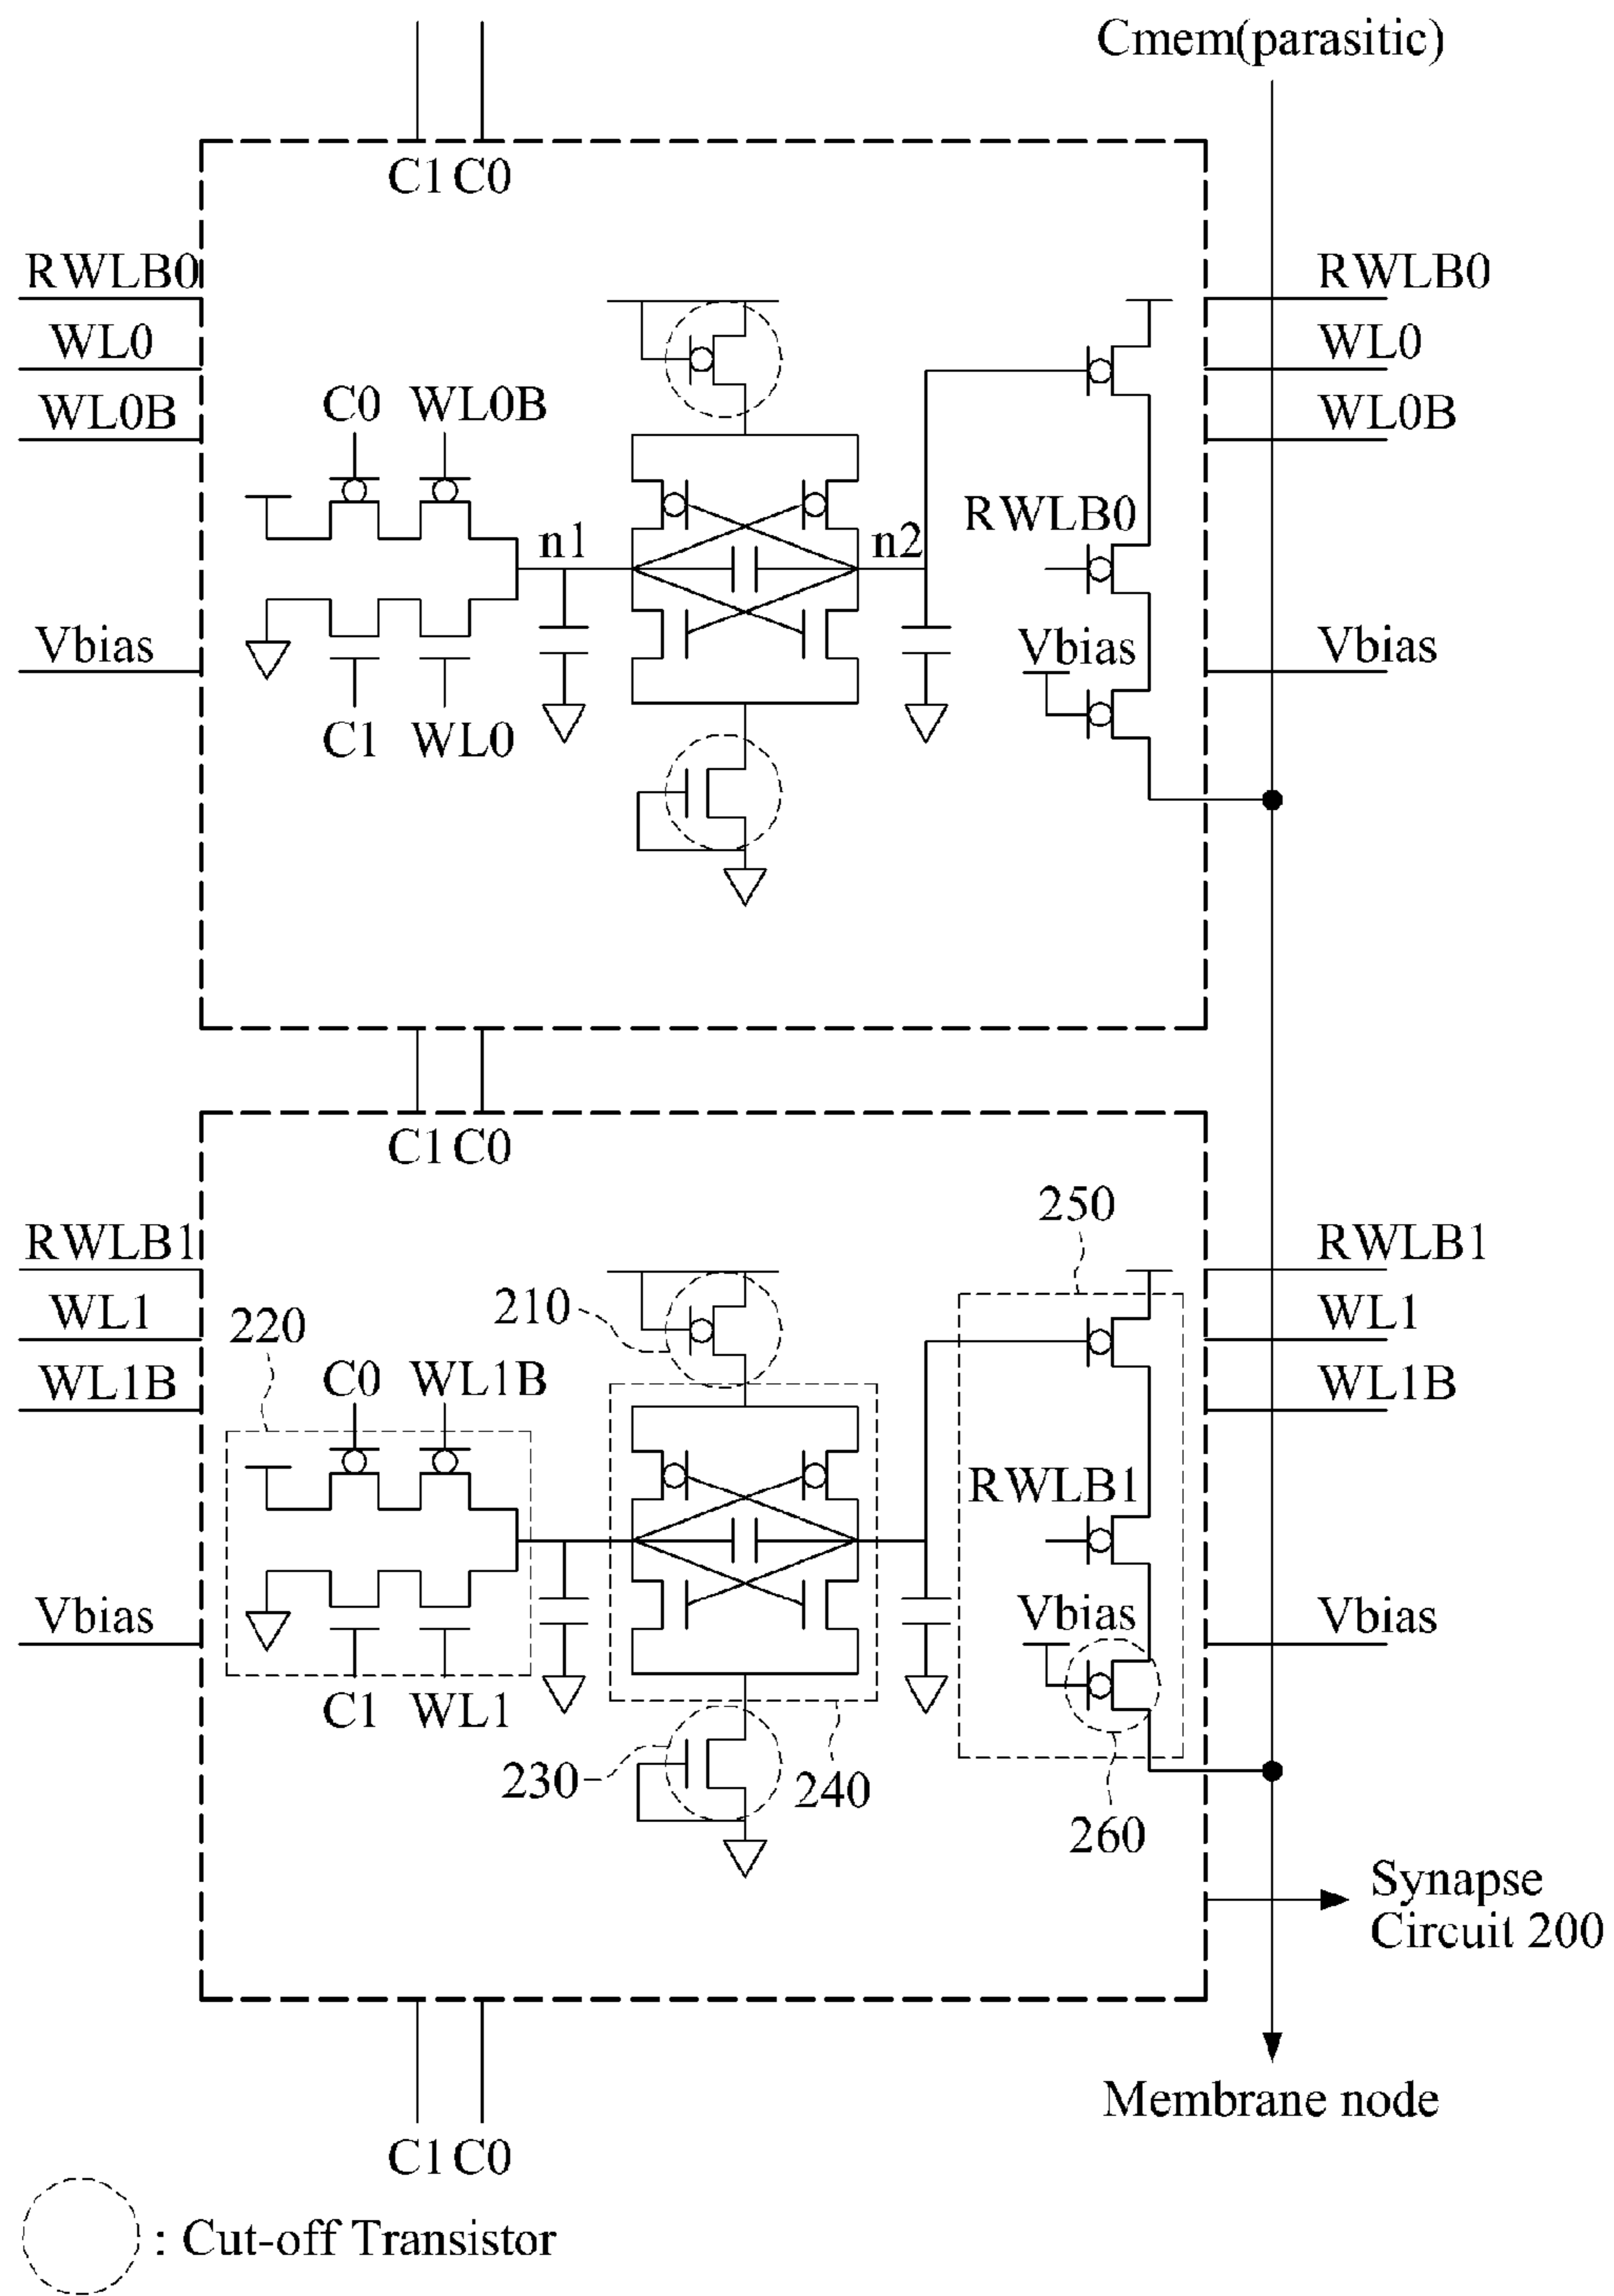 Cmem(parasitic)
C1 C0
RWLB0
RWLB0
WL0
WL0
WL0B
WL0B
C0 WL0B
RWLB0
n1
n2
Vbias
Vbias
Vbias
C1 WL0
C1 C0
250
RWLB1
RWLB1
210
WL1
WL1
220
C0 WL1B
WL1B
WL1B
RWLB1
Vbias
Vbias
Vbias
C1 WL1
230
240
260
Synapse
Circuit 200
Membrane node
C1 C0
: Cut-off Transistor